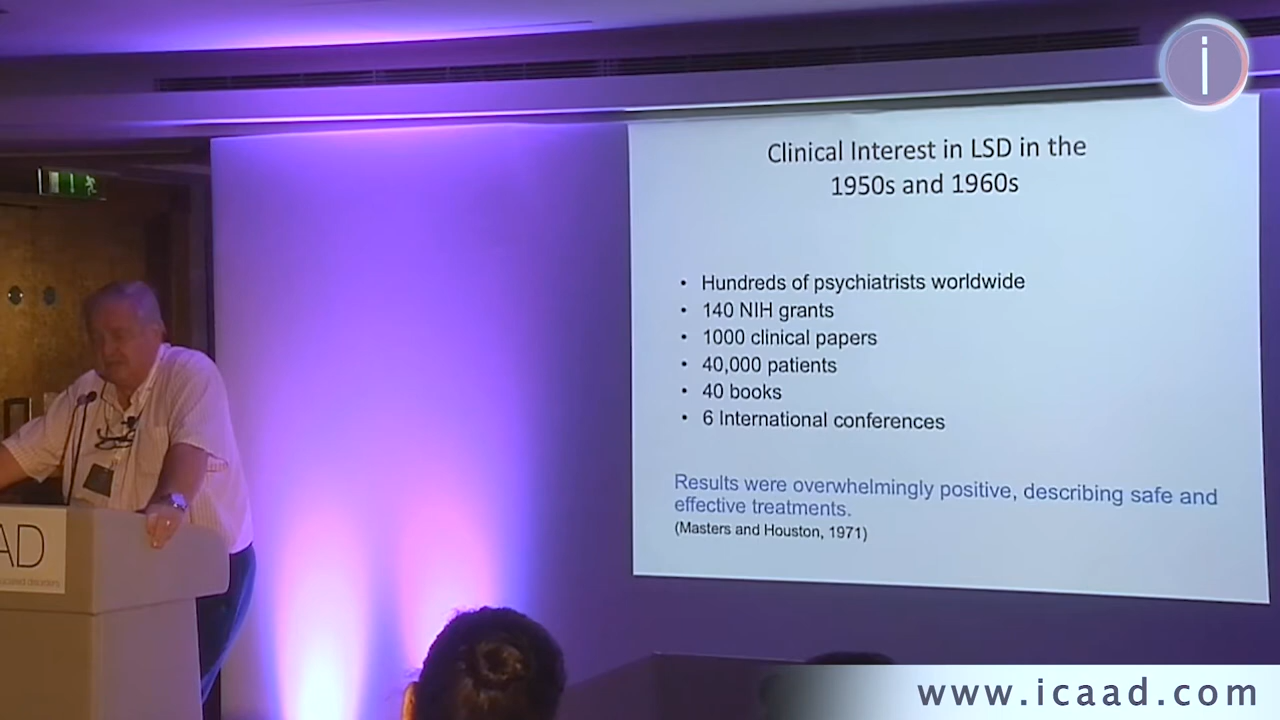 i
Clinical Interest in LSD in the
1950s and 1960s
• Hundreds of psychiatrists worldwide
• 140 NIH grants
• 1000 clinical papers
• 40,000 patients
• 40 books
• 6 International conferences
Results were overwhelmingly positive, describing safe and
effective treatments.
(Masters and Houston, 1971)
AD
disorders
www.icaad.com